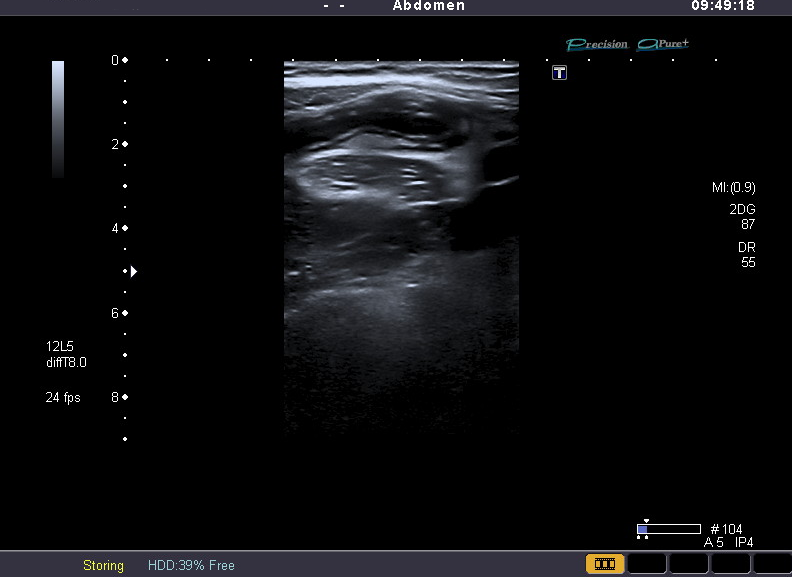 - - Abdomen 09:49:18
Precision APure+
T
0
2
4
6
8
MI:(0.9)
2DG
87
DR
55
12L5
diffT8.0
24 fps
#104
A 5 IP4
Storing HDD:39% Free